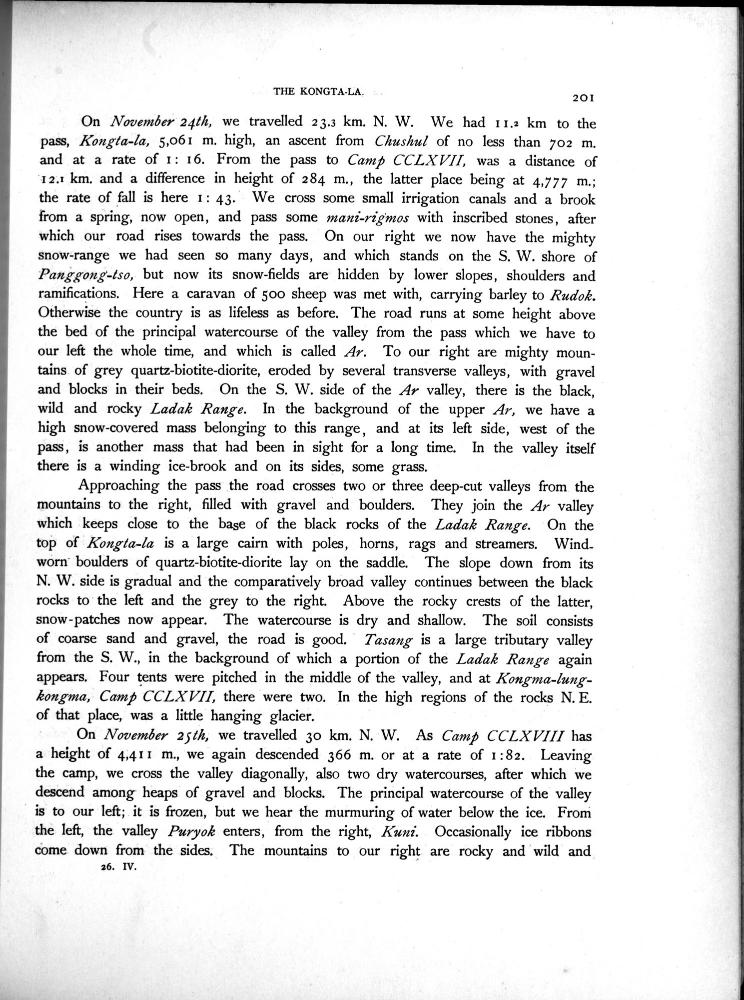 THE KONGTA-LA.
201
On November 24th, we travelled 23.3 km. N. W. We had 11.2 km to the
pass, Kongta-la, 5,061 m. high, an ascent from Chushul of no less than 702 m.
and at a rate of 1: 16. From the pass to Camp CCLXVII, was a distance of
12.1 km. and a difference in height of 284 m., the latter place being at 4,777 m.;
the rate of fall is here 1: 43. We cross some small irrigation canals and a brook
from a spring, now open, and pass some mani-rigmos with inscribed stones, after
which our road rises towards the pass. On our right we now have the mighty
snow-range we had seen so many days, and which stands on the S. W. shore of
Panggong-tso, but now its snow-fields are hidden by lower slopes, shoulders and
ramifications. Here a caravan of 500 sheep was met with, carrying barley to Rudok.
Otherwise the country is as lifeless as before. The road runs at some height above
the bed of the principal watercourse of the valley from the pass which we have to
our left the whole time, and which is called Ar. To our right are mighty moun-
tains of grey quartz-biotite-diorite, eroded by several transverse valleys, with gravel
and blocks in their beds. On the S. W. side of the Ar valley, there is the black,
wild and rocky Ladak Range. In the background of the upper Ar, we have a
high snow-covered mass belonging to this range, and at its left side, west of the
pass, is another mass that had been in sight for a long time. In the valley itself
there is a winding ice-brook and on its sides, some grass.
Approaching the pass the road crosses two or three deep-cut valleys from the
mountains to the right, filled with gravel and boulders. They join the Ar valley
which keeps close to the base of the black rocks of the Ladak Range. On the
top of Kongta-la is a large cairn with poles, horns, rags and streamers. Wind-
worn boulders of quartz-biotite-diorite lay on the saddle. The slope down from its
N. W. side is gradual and the comparatively broad valley continues between the black
rocks to the left and the grey to the right. Above the rocky crests of the latter,
snow-patches now appear. The watercourse is dry and shallow. The soil consists
of coarse sand and gravel, the road is good. Tasang is a large tributary valley
from the S. W., in the background of which a portion of the Ladak Range again
appears. Four tents were pitched in the middle of the valley, and at Kongma-lung-
kongma, Camp CCLXVII, there were two. In the high regions of the rocks N. E.
of that place, was a little hanging glacier.
On November 25th, we travelled 30 km. N. W. As Camp CCLXVIII has
a height of 4,411 m., we again descended 366 m. or at a rate of 1:82. Leaving
the camp, we cross the valley diagonally, also two dry watercourses, after which we
descend among heaps of gravel and blocks. The principal watercourse of the valley
is to our left; it is frozen, but we hear the murmuring of water below the ice. From
the left, the valley Puryok enters, from the right, Kuni. Occasionally ice ribbons
come down from the sides. The mountains to our right are rocky and wild and
26. IV.